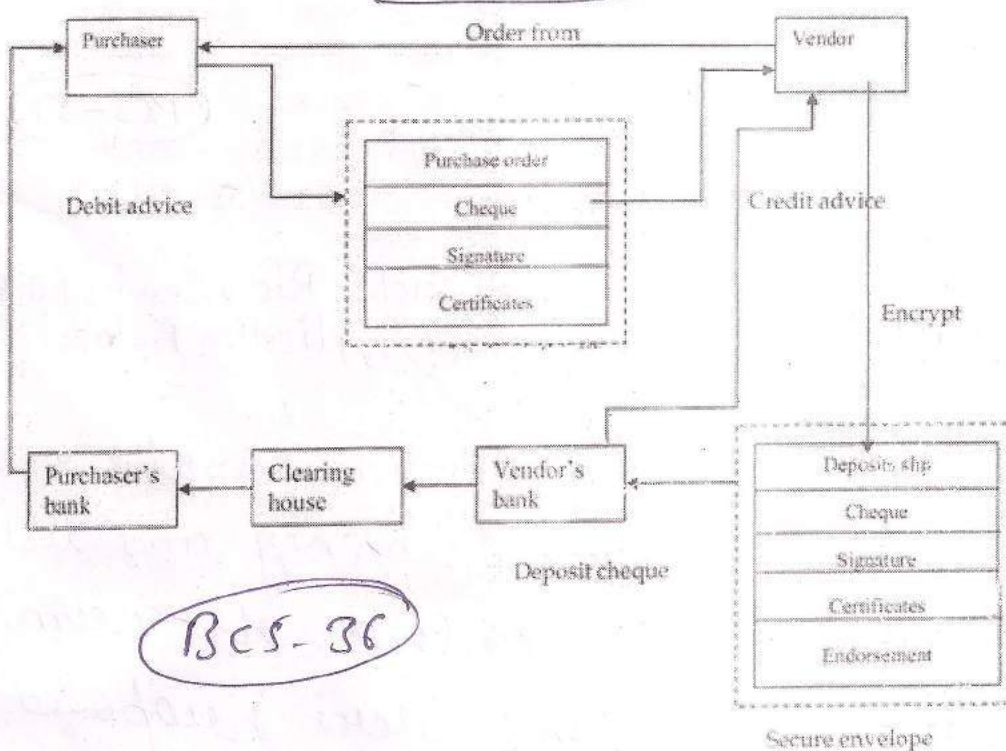 Purchaser
Order from
Vendor
Purchase order
Debit advice
Cheque
Credit advice
Signature
Certificates
Encrypt
Purchaser's
bank
Clearing
house
Vendor's
bank
Deposits slip
Cheque
Signature
Certificates
Endorsement
Deposit cheque
BCS-36
Secure envelope